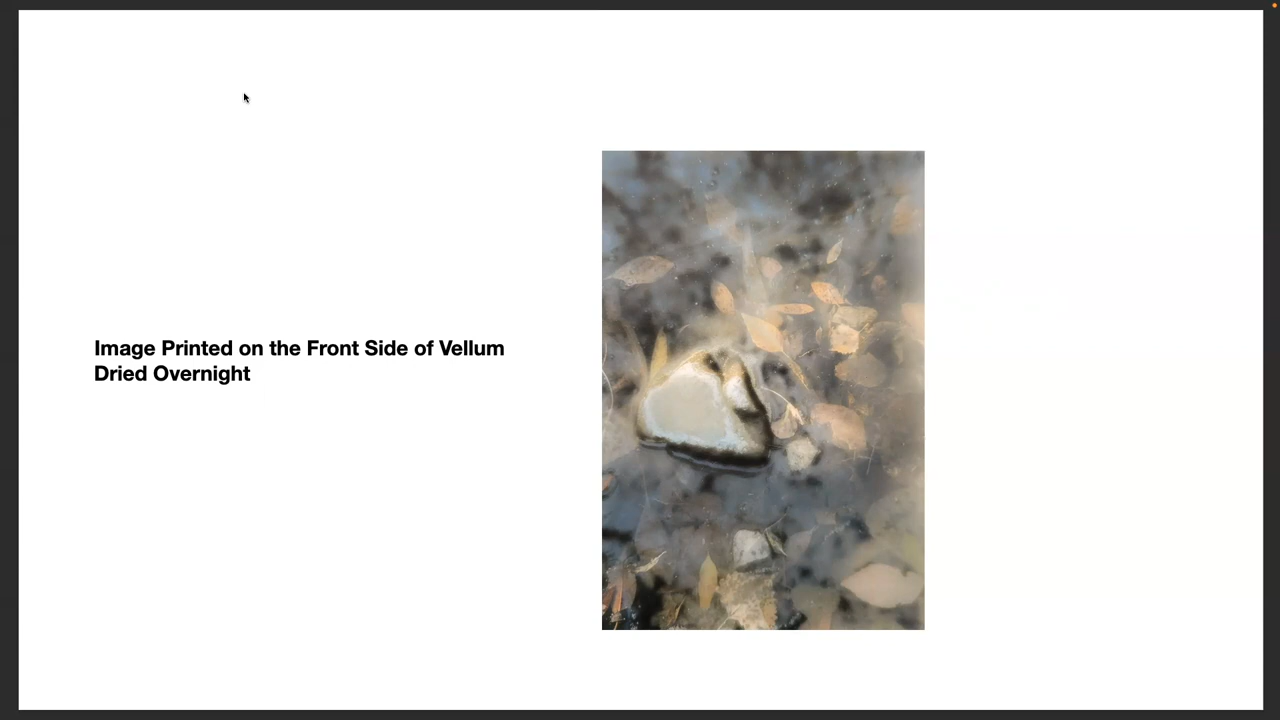 Image Printed on the Front Side of Vellum
Dried Overnight